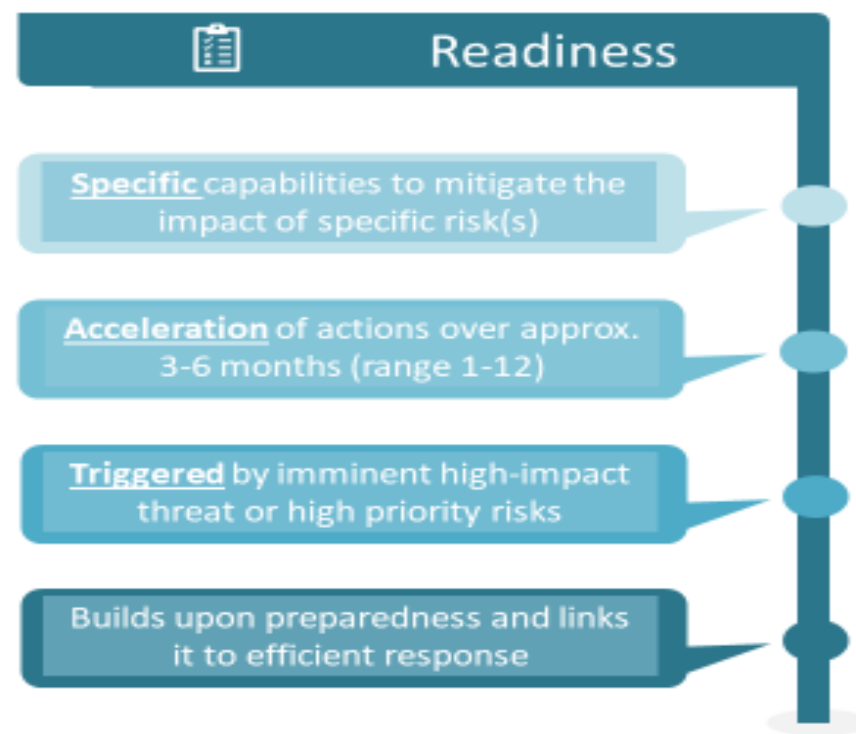 Readiness
Specific capabilities to mitigate the
impact of specific risk(s)
Acceleration of actions over approx.
3-6 months (range 1-12)
Triggered by imminent high-impact
threat or high priority risks
Builds upon preparedness and links
it to efficient response